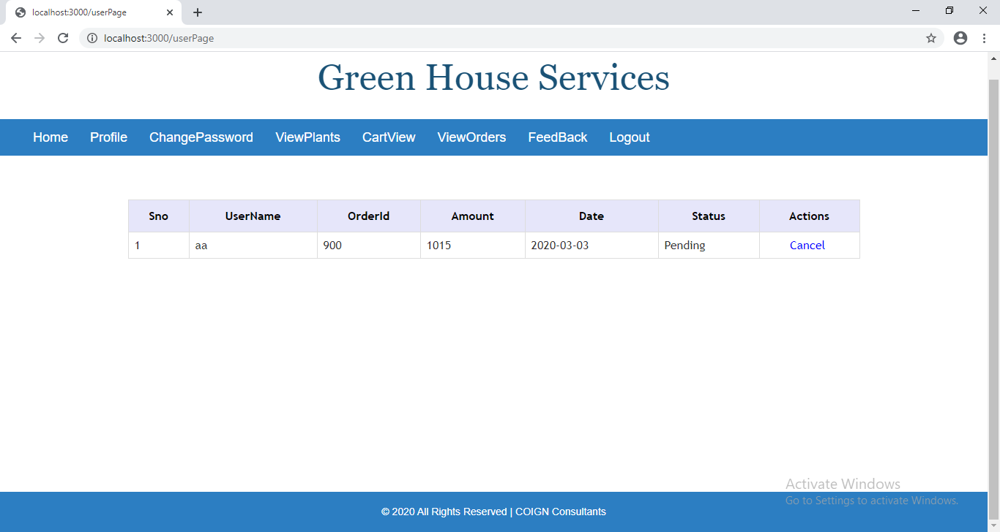 localhost:3000/userPage
localhost:3000/userPage
Green House Services
Home Profile ChangePassword ViewPlants CartView ViewOrders FeedBack Logout
Sno UserName OrderId Amount Date Status Actions
1 aa 900 1015 2020-03-03 Pending Cancel
Activate Windows
Go to Settings to activate Windows.
© 2020 All Rights Reserved | COIGN Consultants